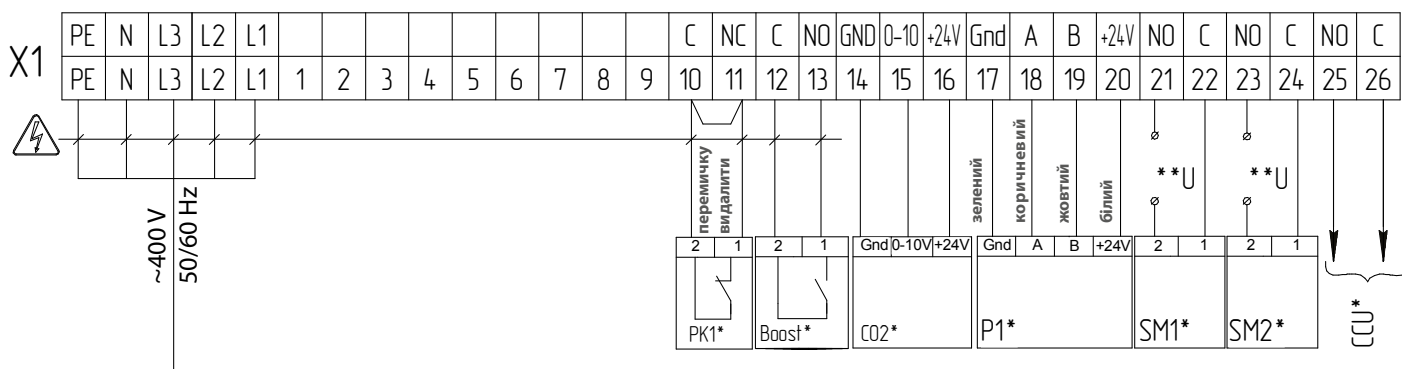 X1
PE N L3 L2 L1 C NC C NO GND 0-10 +24V Gnd A B +24V NO C NO C NO C
PE N L3 L2 L1 1 2 3 4 5 6 7 8 9 10 11 12 13 14 15 16 17 18 19 20 21 22 23 24 25 26
~400 V
50/60 Hz
перемичку
видалити
зелений
коричневий
жовтий
білий
**U
**U
2 1 2 1 Gnd 0-10V +24V Gnd A B +24V 2 1 2 1
PK1* Boost* CO2* P1* SM1* SM2*
CCU*